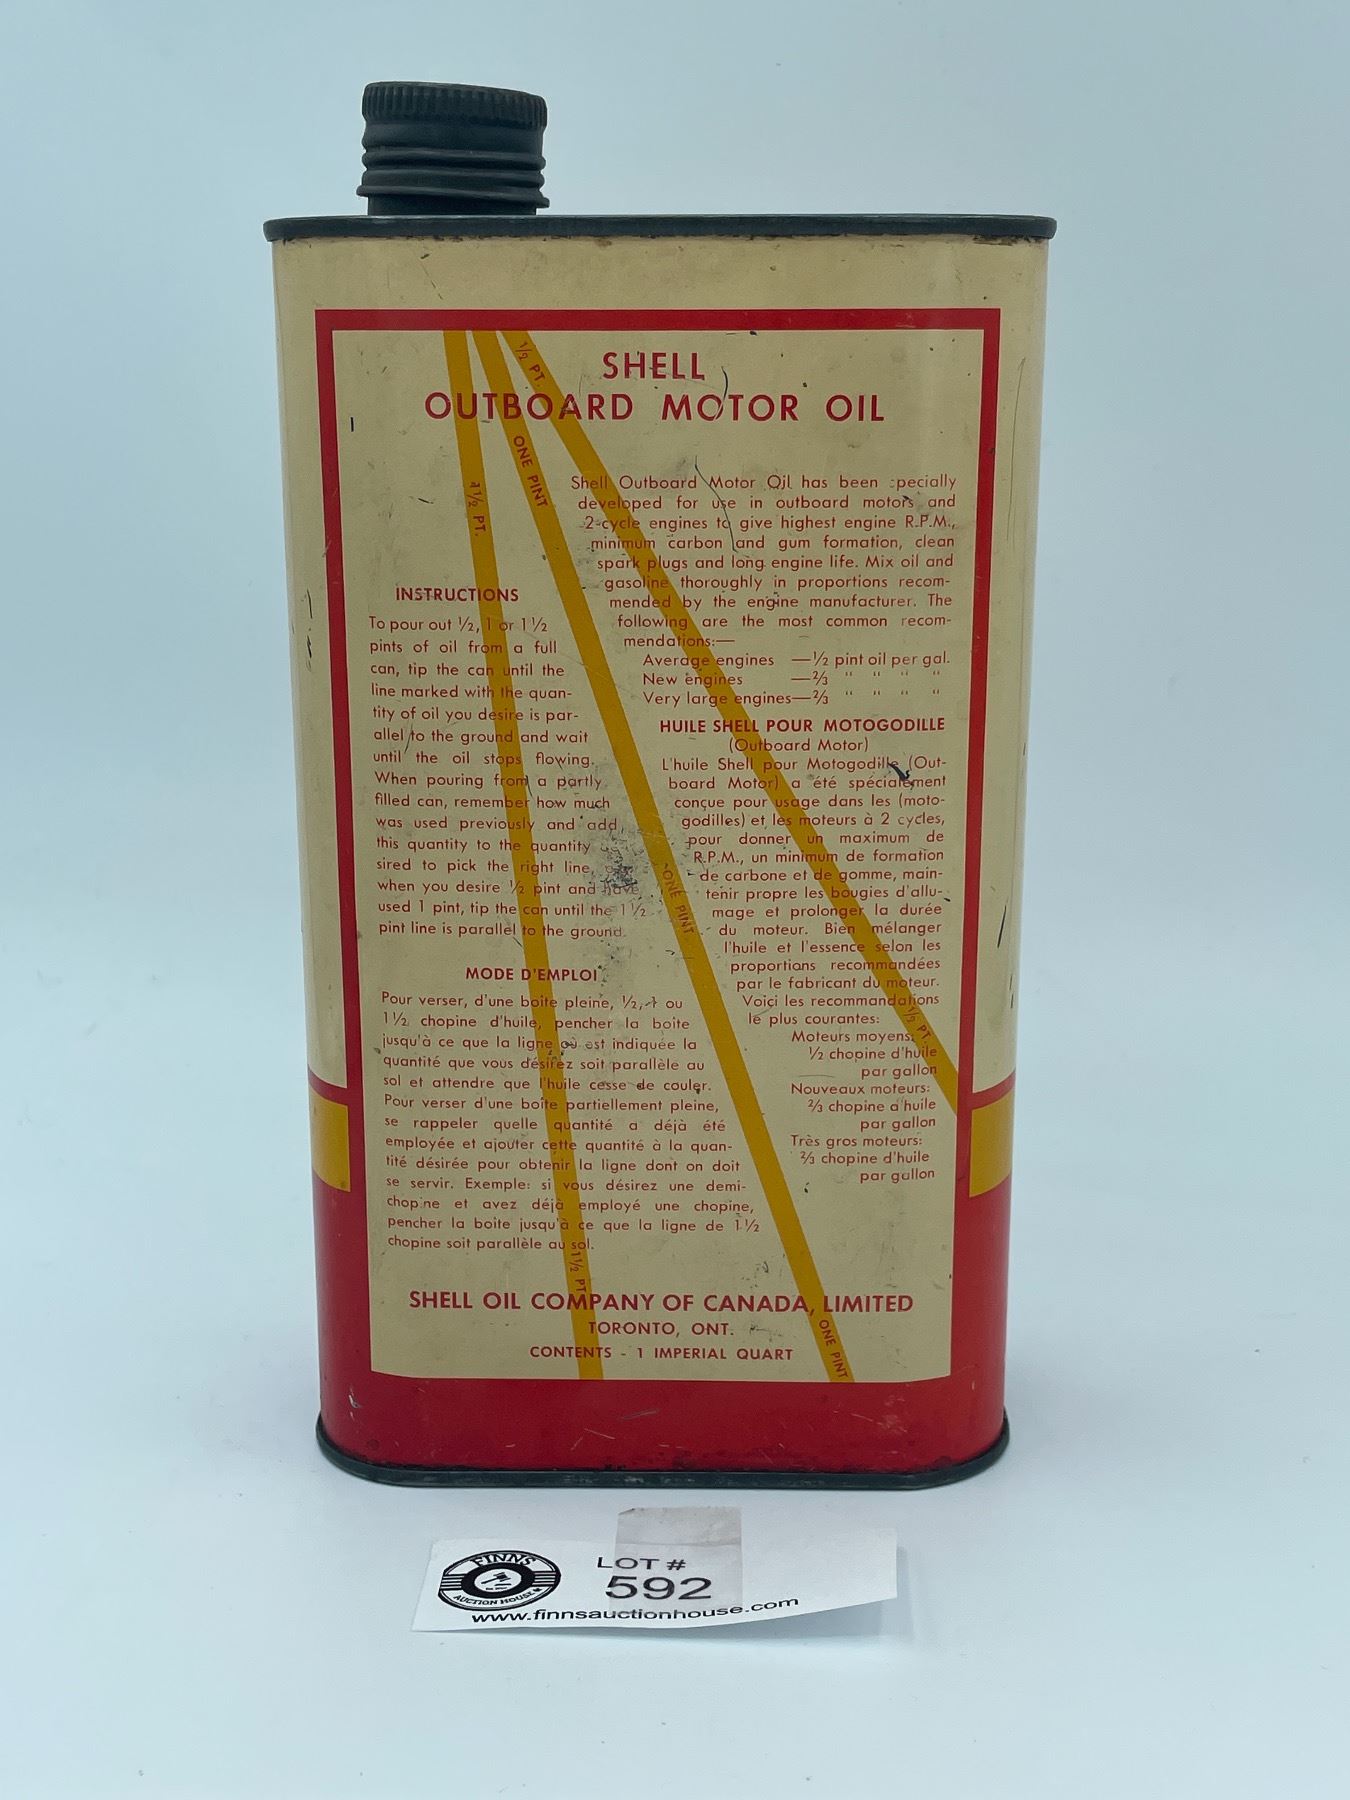 SHELL
OUTBOARD MOTOR OIL
½ PT.
ONE PINT
1½ PT.
Shell Outboard Motor Oil has been specially
developed for use in outboard motors and
2-cycle engines to give highest engine R.P.M.,
minimum carbon and gum formation, clean
spark plugs and long engine life. Mix oil and
gasoline thoroughly in proportions recom-
mended by the engine manufacturer. The
following are the most common recom-
mendations:—
Average engines —½ pint oil per gal.
New engines —⅔ " " " "
Very large engines—⅔ " " " "
INSTRUCTIONS
To pour out ½, 1 or 1½
pints of oil from a full
can, tip the can until the
line marked with the quan-
tity of oil you desire is par-
allel to the ground and wait
until the oil stops flowing.
When pouring from a partly
filled can, remember how much
was used previously and add
this quantity to the quantity
sired to pick the right line,
when you desire ½ pint and have
used 1 pint, tip the can until the 1½
pint line is parallel to the ground.
HUILE SHELL POUR MOTOGODILLE
(Outboard Motor)
L'huile Shell pour Motogodille (Out-
board Motor) a été spécialement
conçue pour usage dans les (moto-
godilles) et les moteurs à 2 cycles,
pour donner un maximum de
R.P.M., un minimum de formation
de carbone et de gomme, main-
tenir propre les bougies d'allu-
mage et prolonger la durée
du moteur. Bien mélanger
l'huile et l'essence selon les
proportions recommandées
par le fabricant du moteur.
Voici les recommandations
le plus courantes:
Moteurs moyens:
½ chopine d'huile
par gallon
Nouveaux moteurs:
⅔ chopine d'huile
par gallon
Très gros moteurs:
⅔ chopine d'huile
par gallon
ONE PINT
½ PT.
MODE D'EMPLOI
Pour verser, d'une boîte pleine, ½, 1 ou
1½ chopine d'huile, pencher la boîte
jusqu'à ce que la ligne où est indiquée la
quantité que vous désirez soit parallèle au
sol et attendre que l'huile cesse de couler.
Pour verser d'une boîte partiellement pleine,
se rappeler quelle quantité a déjà été
employée et ajouter cette quantité à la quan-
tité désirée pour obtenir la ligne dont on doit
se servir. Exemple: si vous désirez une demi-
chopine et avez déjà employé une chopine,
pencher la boîte jusqu'à ce que la ligne de 1½
chopine soit parallèle au sol.
1½ PT.
SHELL OIL COMPANY OF CANADA, LIMITED
TORONTO, ONT.
ONE PINT
CONTENTS - 1 IMPERIAL QUART
FINNS
AUCTION HOUSE
LOT #
592
www.finnsauctionhouse.com